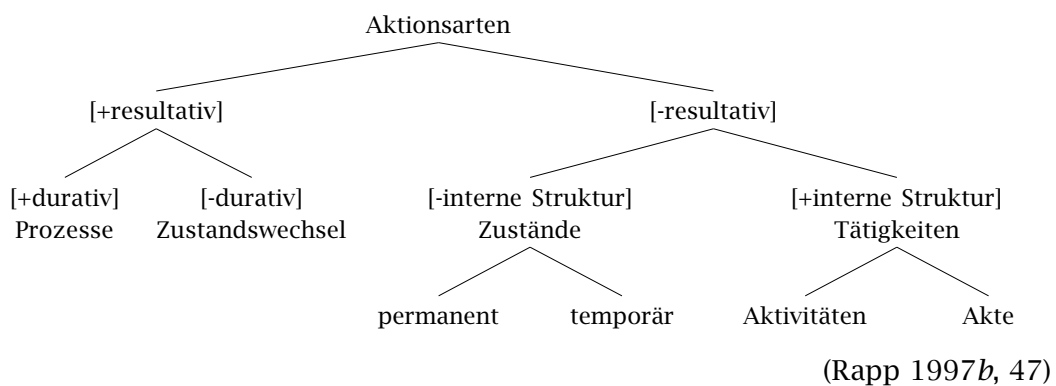 Aktionsarten
[+resultativ] [-resultativ]
[+durativ] [-durativ] [-interne Struktur] [+interne Struktur]
Prozesse Zustandswechsel Zustände Tätigkeiten
permanent temporär Aktivitäten Akte
(Rapp 1997b, 47)